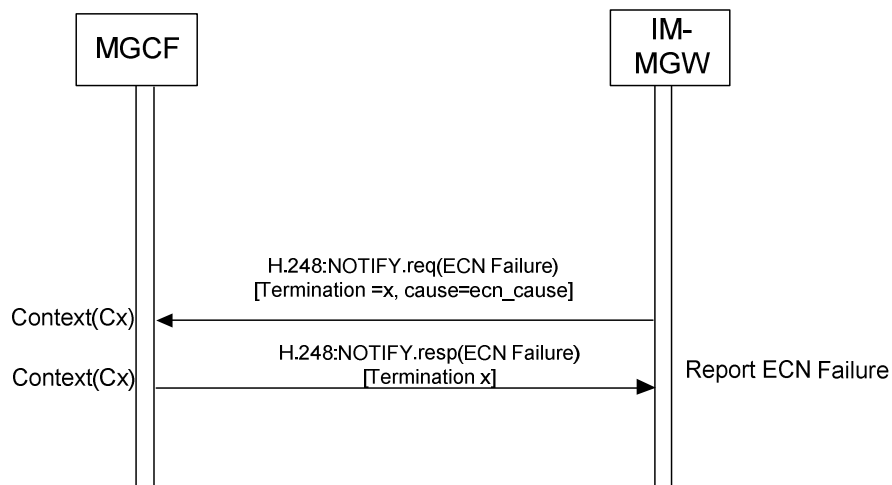 MGCF
IM-
MGW
H.248:NOTIFY.req(ECN Failure)
[Termination =x, cause=ecn_cause]
Context(Cx)
H.248:NOTIFY.resp(ECN Failure)
[Termination x]
Context(Cx)
Report ECN Failure